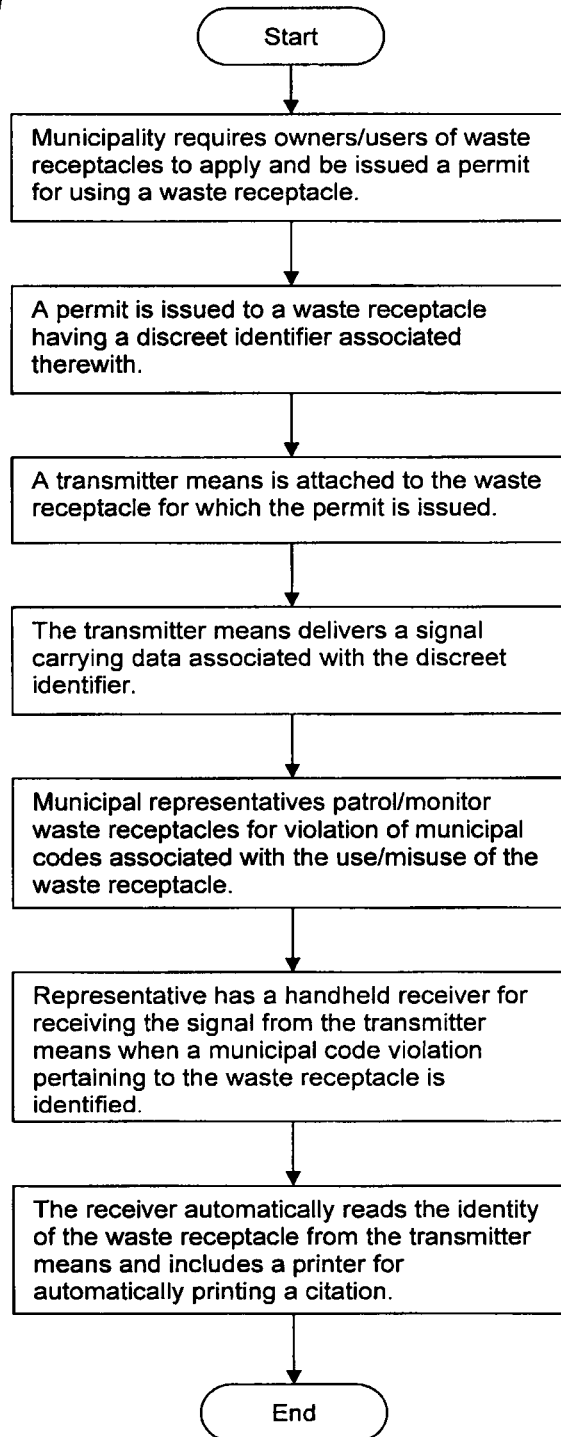 Start
Municipality requires owners/users of waste
receptacles to apply and be issued a permit
for using a waste receptacle.
A permit is issued to a waste receptacle
having a discreet identifier associated
therewith.
A transmitter means is attached to the waste
receptacle for which the permit is issued.
The transmitter means delivers a signal
carrying data associated with the discreet
identifier.
Municipal representatives patrol/monitor
waste receptacles for violation of municipal
codes associated with the use/misuse of the
waste receptacle.
Representative has a handheld receiver for
receiving the signal from the transmitter
means when a municipal code violation
pertaining to the waste receptacle is
identified.
The receiver automatically reads the identity
of the waste receptacle from the transmitter
means and includes a printer for
automatically printing a citation.
End